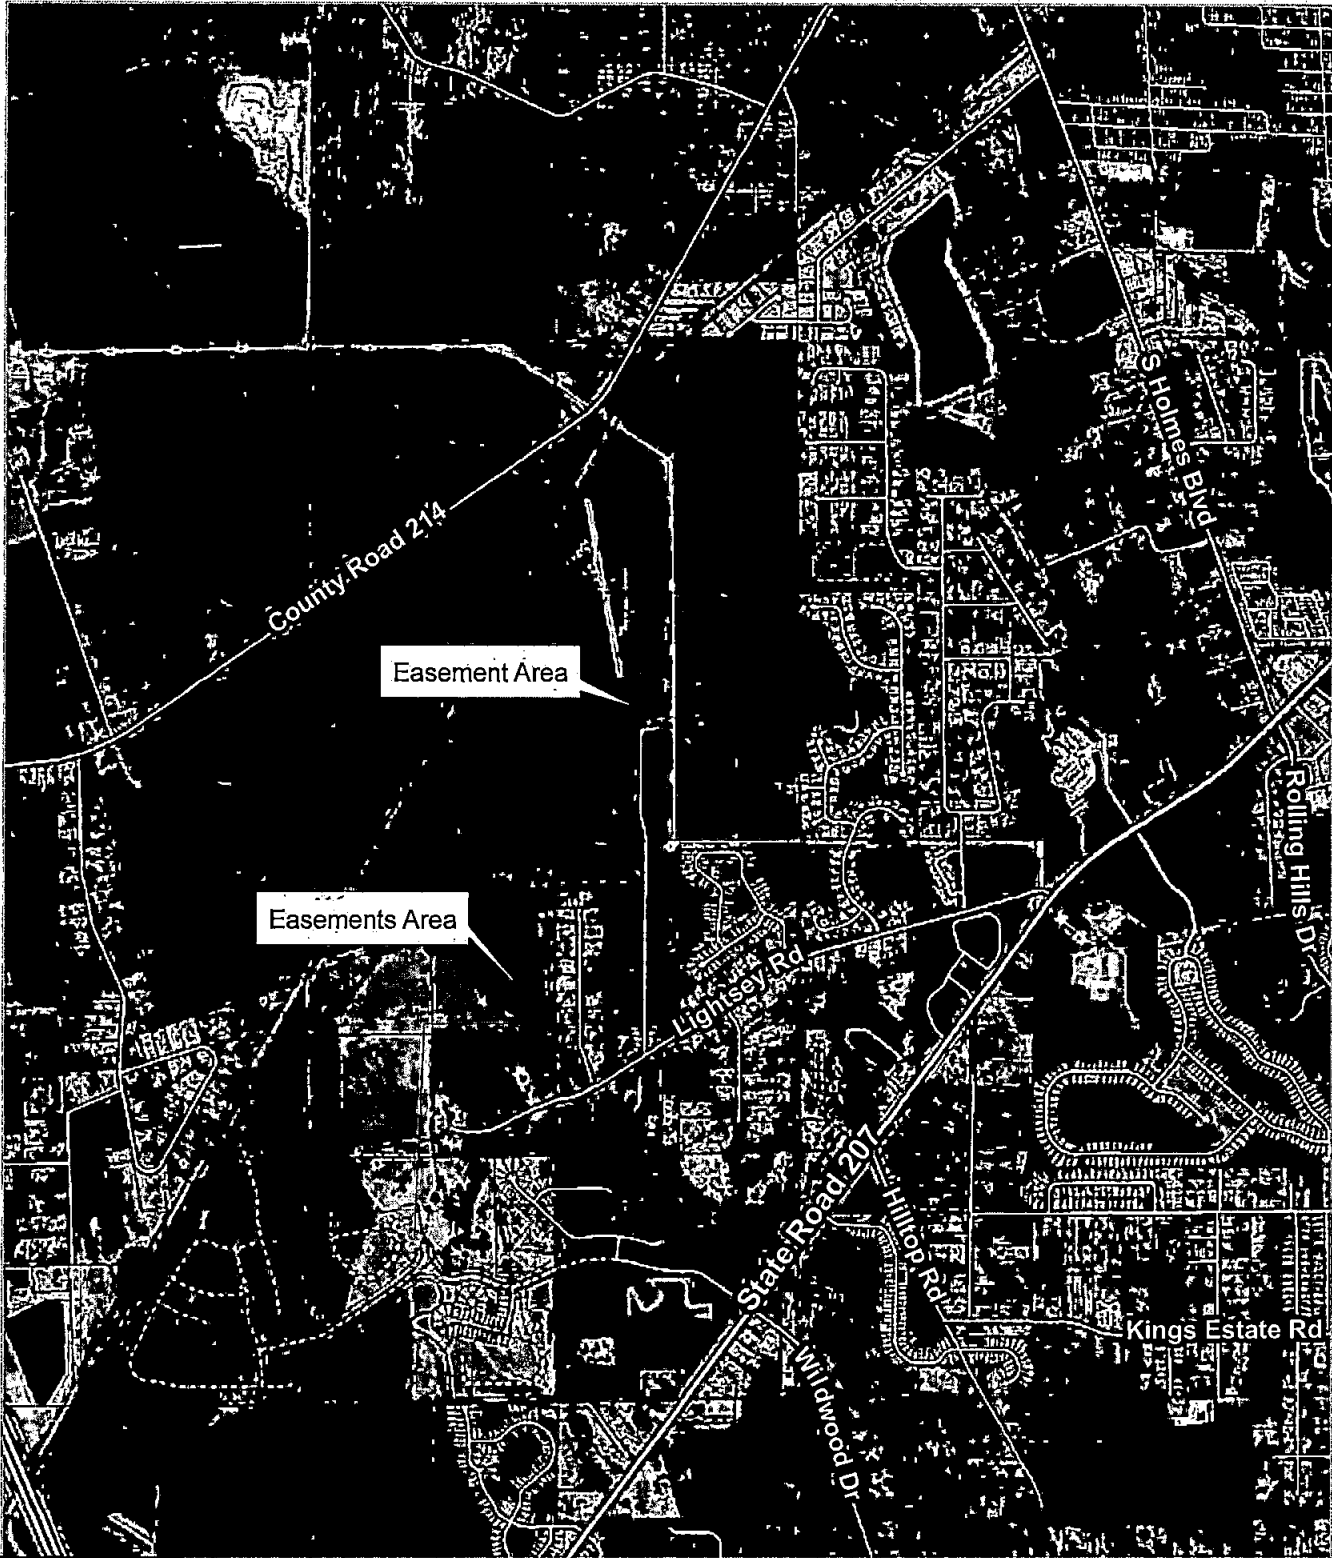 S Holmes Blvd
County Road 214
Easement Area
Rolling Hills Dr
Easements Area
Lightsey Rd
State Road 207
Hilltop Rd
Kings Estate Rd
Wildwood Dr